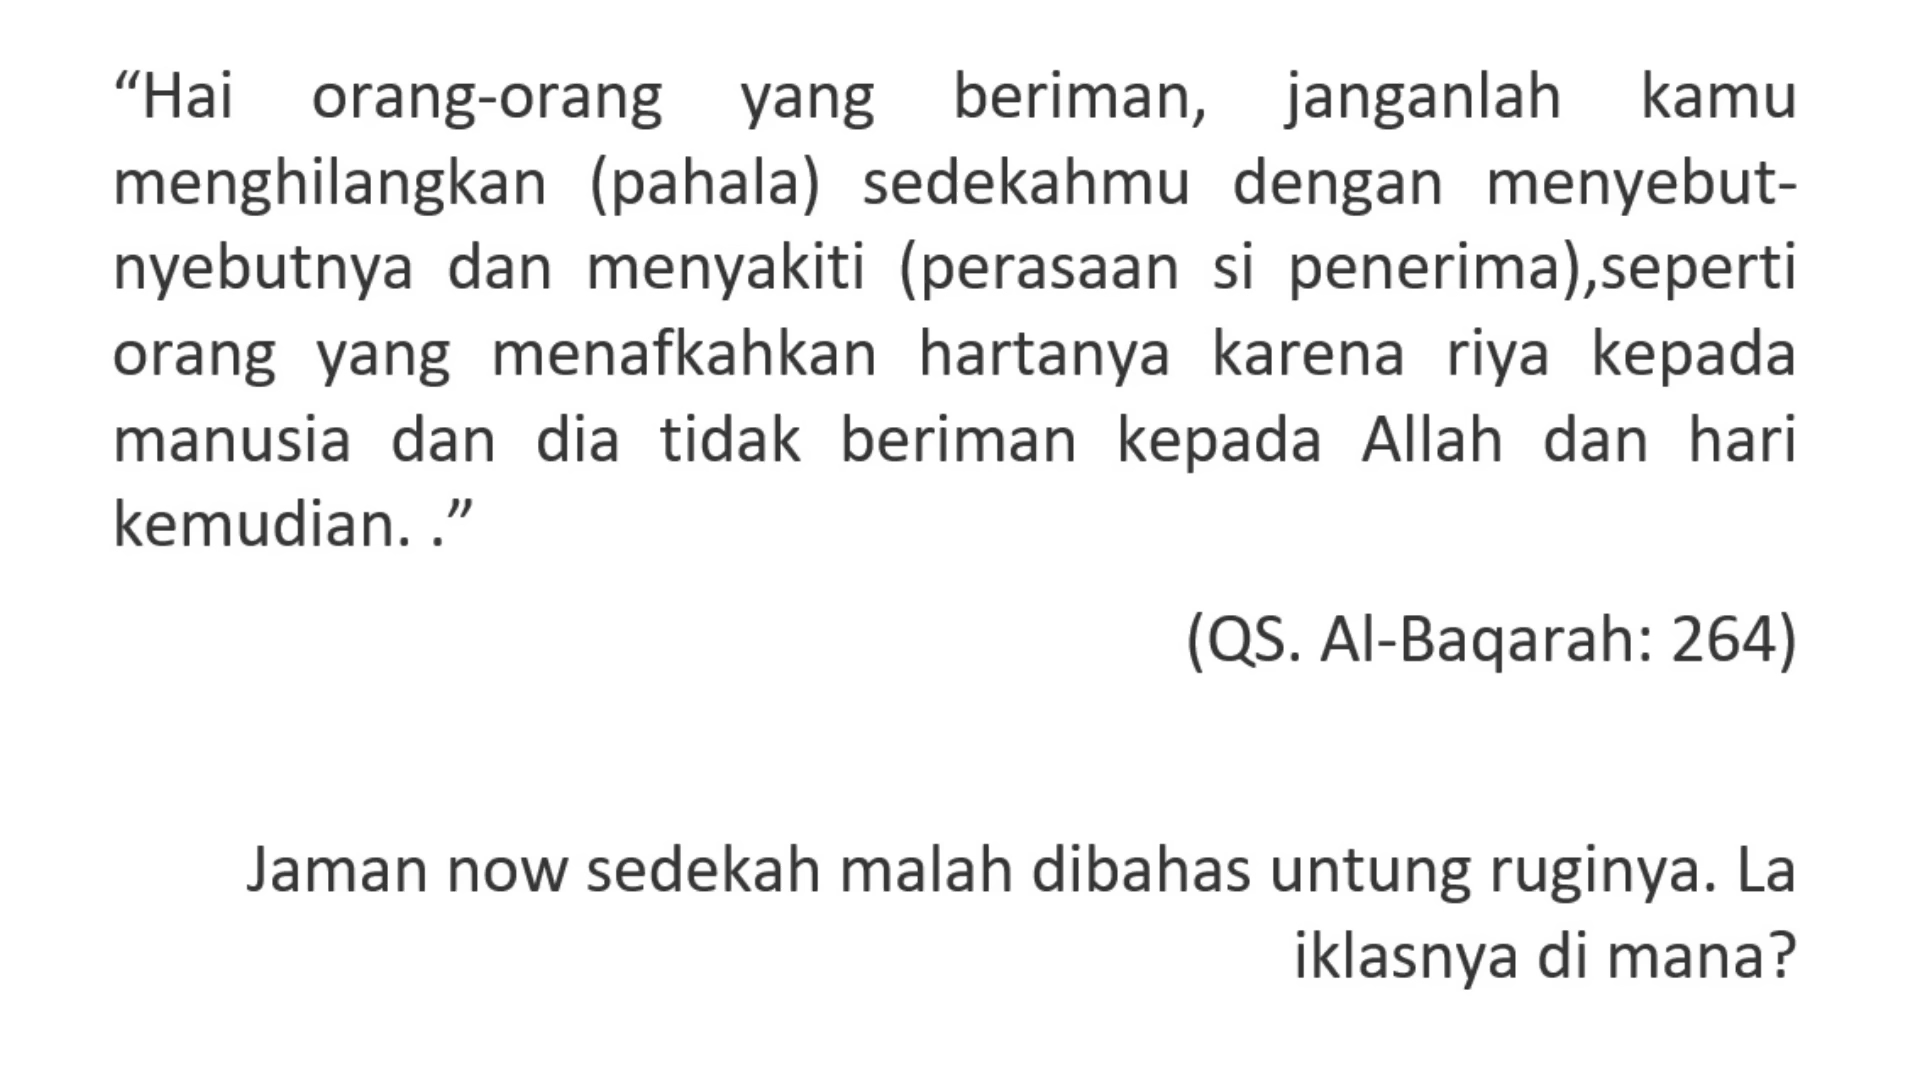 “Hai orang-orang yang beriman, janganlah kamu
menghilangkan (pahala) sedekahmu dengan menyebut-
nyebutnya dan menyakiti (perasaan si penerima),seperti
orang yang menafkahkan hartanya karena riya kepada
manusia dan dia tidak beriman kepada Allah dan hari
kemudian. .”
(QS. Al-Baqarah: 264)
Jaman now sedekah malah dibahas untung ruginya. La
iklasnya di mana?